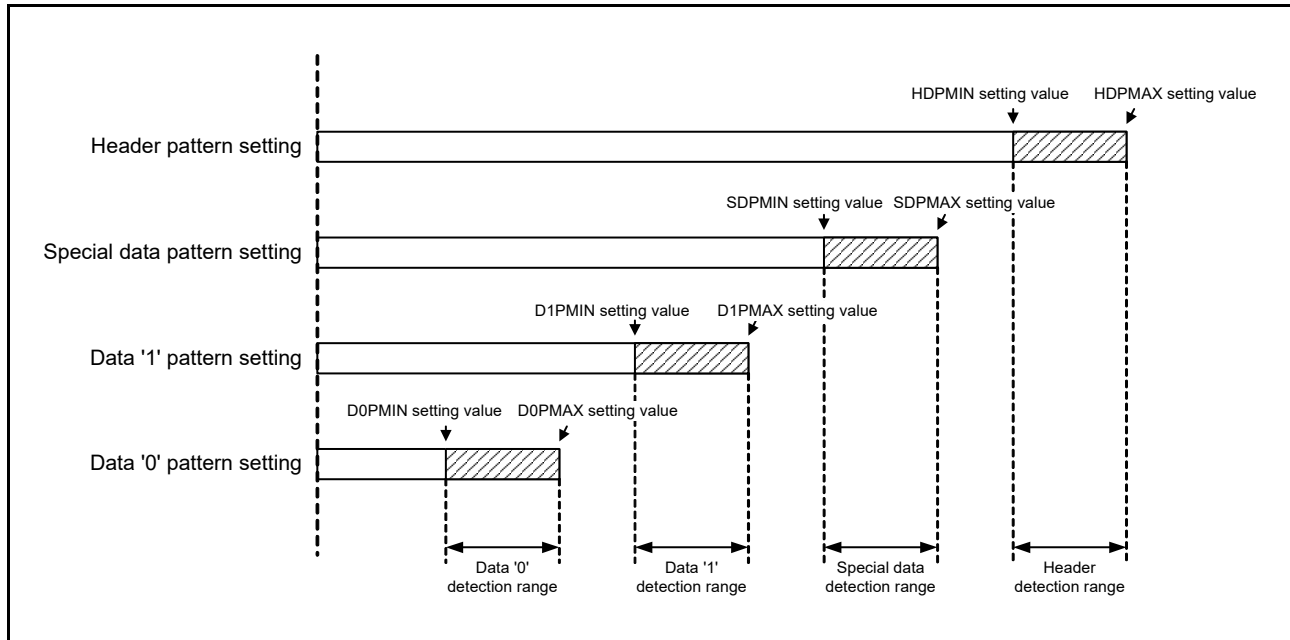 HDPMIN setting value HDPMAX setting value
Header pattern setting
SDPMIN setting value SDPMAX setting value
Special data pattern setting
D1PMIN setting value D1PMAX setting value
Data '1' pattern setting
D0PMIN setting value D0PMAX setting value
Data '0' pattern setting
Data '0'
detection range
Data '1'
detection range
Special data
detection range
Header
detection range